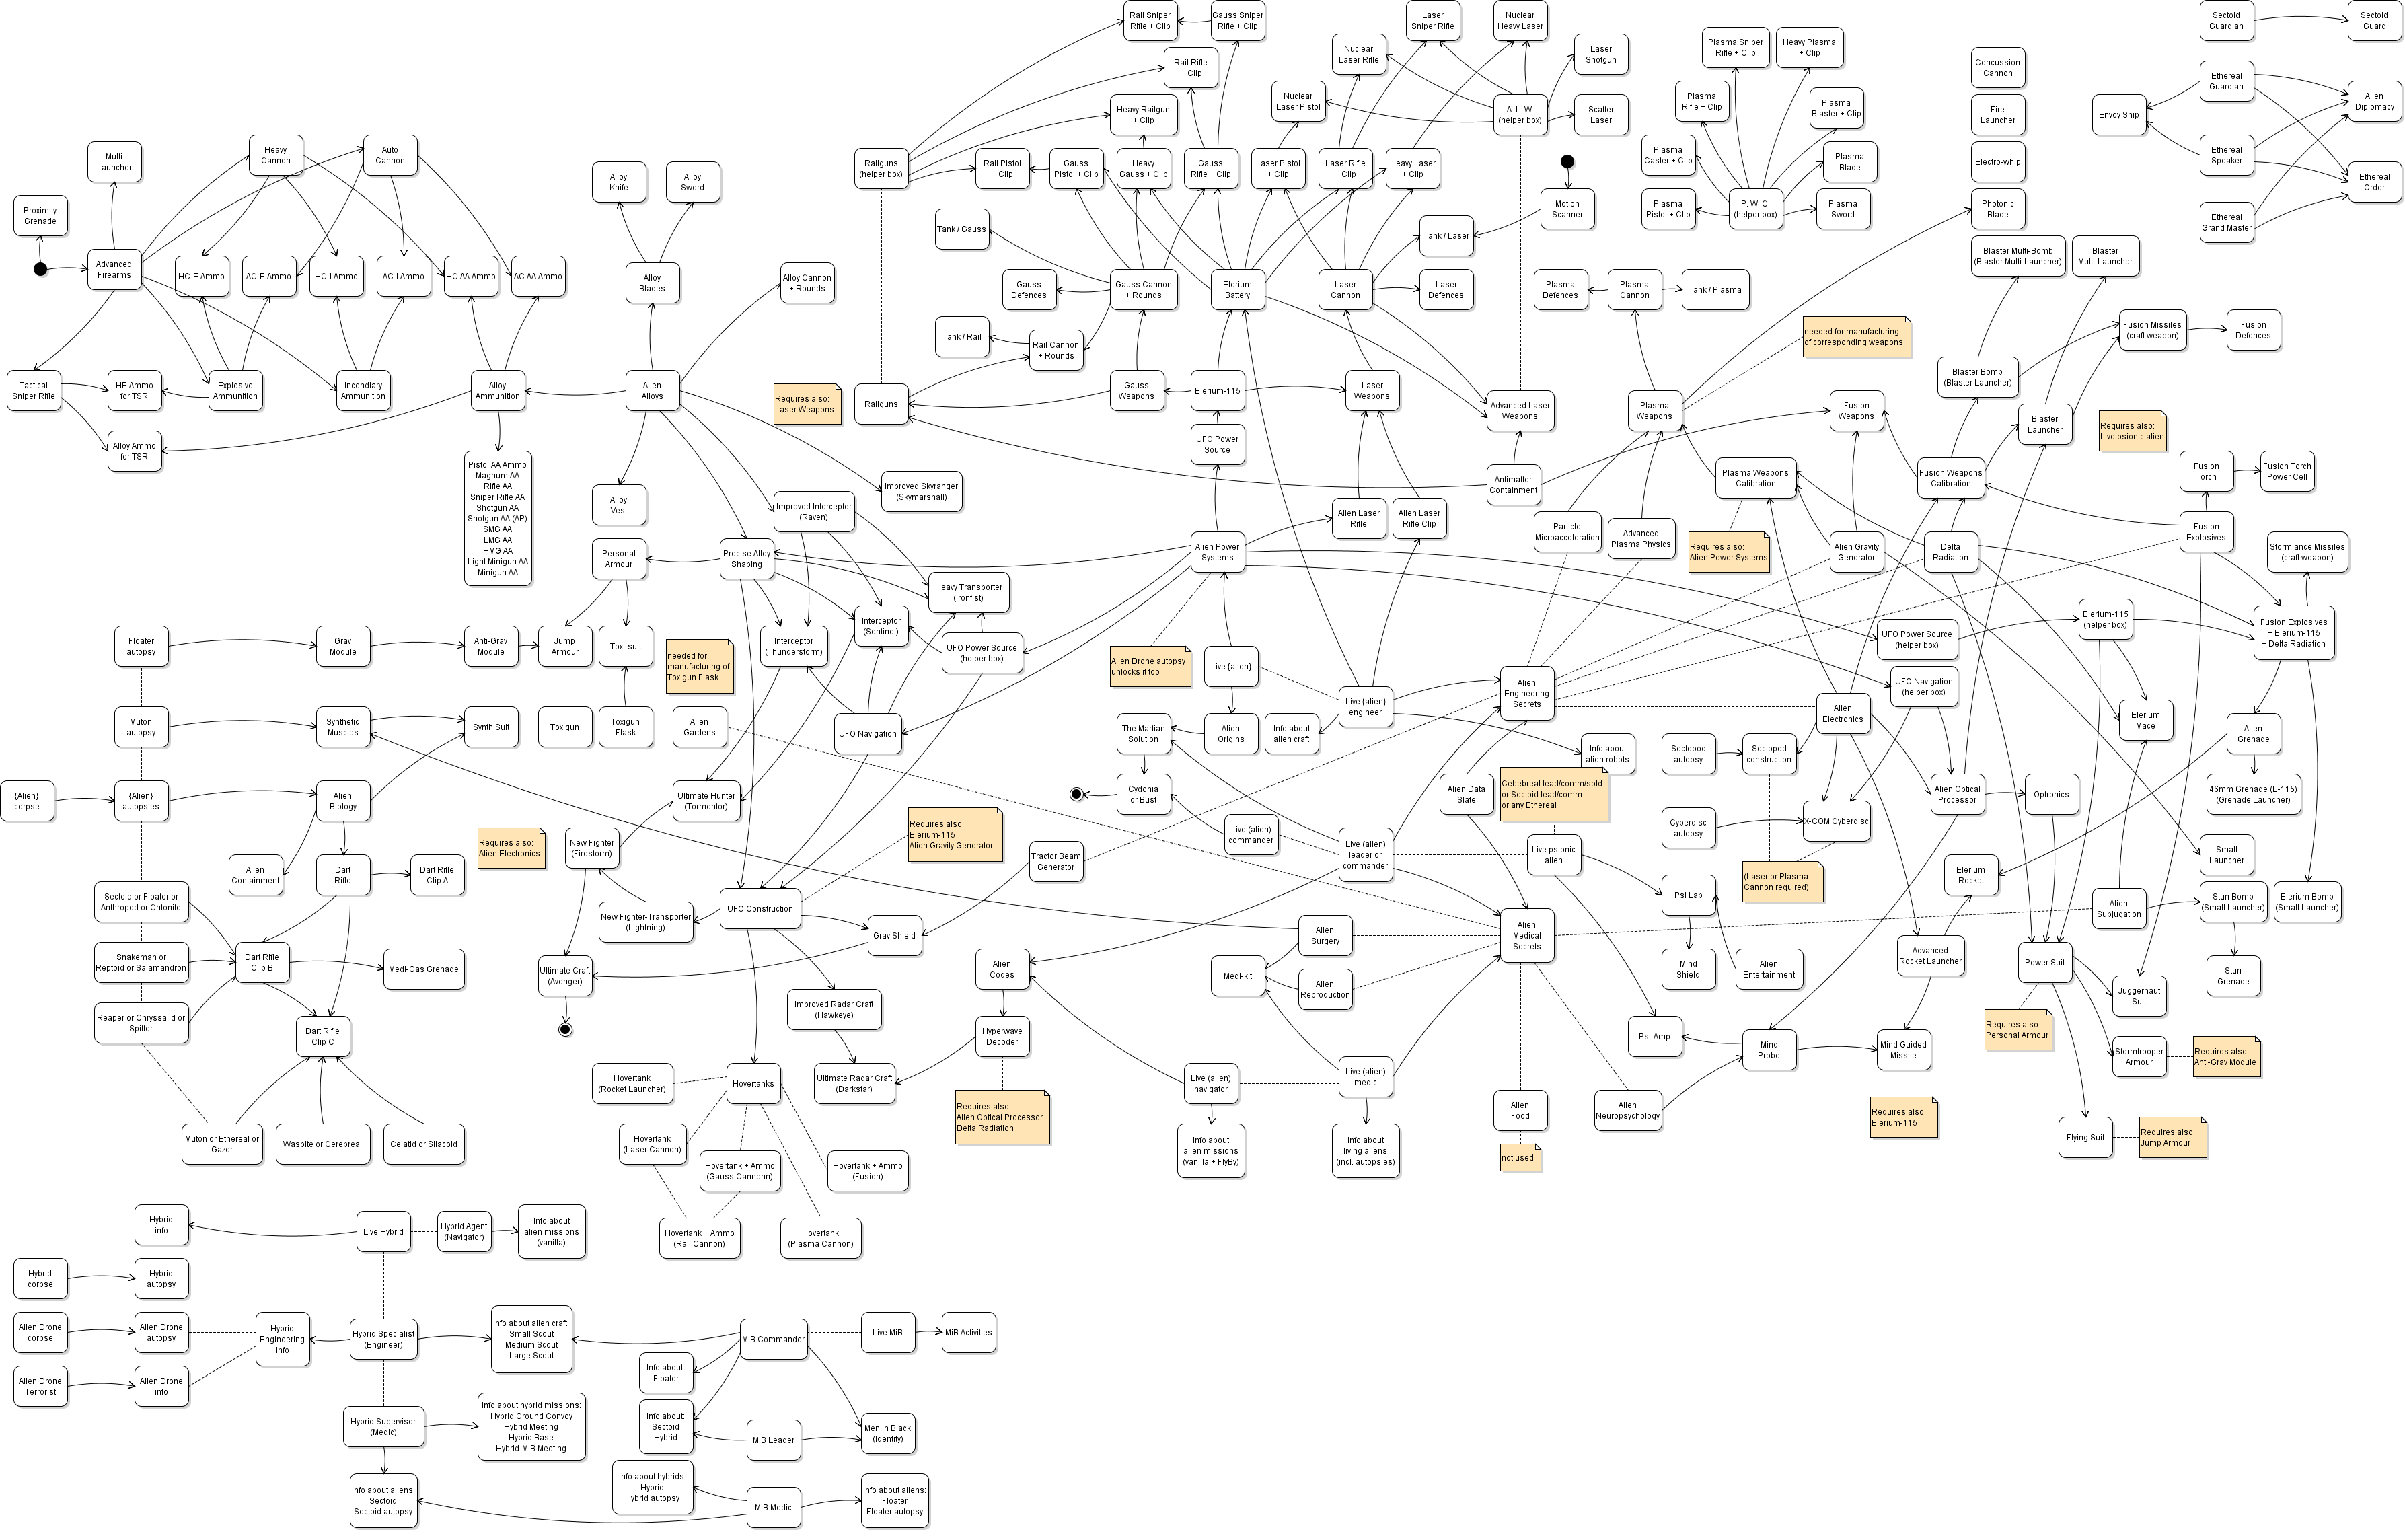 Rail Sniper
Rifle + Clip
Gauss Sniper
Rifle + Clip
Laser
Sniper Rifle
Nuclear
Heavy Laser
Sectoid
Guardian
Sectoid
Guard
Nuclear
Laser Rifle
Laser
Shotgun
Plasma Sniper
Rifle + Clip
Heavy Plasma
+ Clip
Concussion
Cannon
Rail Rifle
+ Clip
Ethereal
Guardian
Alien
Diplomacy
Heavy Railgun
+ Clip
Nuclear
Laser Pistol
A. L. W.
(helper box)
Scatter
Laser
Plasma
Rifle + Clip
Plasma
Blaster + Clip
Fire
Launcher
Envoy Ship
Multi
Launcher
Heavy
Cannon
Auto
Cannon
Railguns
(helper box)
Rail Pistol
+ Clip
Gauss
Pistol + Clip
Heavy
Gauss + Clip
Gauss
Rifle + Clip
Laser Pistol
+ Clip
Laser Rifle
+ Clip
Heavy Laser
+ Clip
Plasma
Caster + Clip
Plasma
Blade
Electro-whip
Ethereal
Speaker
Ethereal
Order
Alloy
Knife
Alloy
Sword
Motion
Scanner
Plasma
Pistol + Clip
P. W. C.
(helper box)
Plasma
Sword
Photonic
Blade
Ethereal
Grand Master
Proximity
Grenade
Tank / Gauss
Tank / Laser
Blaster Multi-Bomb
(Blaster Multi-Launcher)
Blaster
Multi-Launcher
Advanced
Firearms
HC-E Ammo
AC-E Ammo
HC-I Ammo
AC-I Ammo
HC AA Ammo
AC AA Ammo
Alloy
Blades
Alloy Cannon
+ Rounds
Gauss
Defences
Gauss Cannon
+ Rounds
Elerium
Battery
Laser
Cannon
Laser
Defences
Plasma
Defences
Plasma
Cannon
Tank / Plasma
Tank / Rail
Rail Cannon
+ Rounds
needed for manufacturing
of corresponding weapons
Fusion Missiles
(craft weapon)
Fusion
Defences
Tactical
Sniper Rifle
HE Ammo
for TSR
Explosive
Ammunition
Incendiary
Ammunition
Alloy
Ammunition
Alien
Alloys
Requires also:
Laser Weapons
Railguns
Gauss
Weapons
Elerium-115
Laser
Weapons
Advanced Laser
Weapons
Plasma
Weapons
Fusion
Weapons
Blaster Bomb
(Blaster Launcher)
Blaster
Launcher
Requires also:
Live psionic alien
Alloy Ammo
for TSR
UFO Power
Source
Pistol AA Ammo
Magnum AA
Rifle AA
Sniper Rifle AA
Shotgun AA
Shotgun AA (AP)
SMG AA
LMG AA
HMG AA
Light Minigun AA
Minigun AA
Alloy
Vest
Improved Interceptor
(Raven)
Improved Skyranger
(Skymarshall)
Antimatter
Containment
Plasma Weapons
Calibration
Fusion Weapons
Calibration
Fusion
Torch
Fusion Torch
Power Cell
Alien Laser
Rifle
Alien Laser
Rifle Clip
Particle
Microacceleration
Advanced
Plasma Physics
Requires also:
Alien Power Systems
Alien Gravity
Generator
Delta
Radiation
Fusion
Explosives
Stormlance Missiles
(craft weapon)
Personal
Armour
Precise Alloy
Shaping
Alien Power
Systems
Heavy Transporter
(Ironfist)
Interceptor
(Sentinel)
Elerium-115
(helper box)
Fusion Explosives
+ Elerium-115
+ Delta Radiation
Floater
autopsy
Grav
Module
Anti-Grav
Module
Jump
Armour
Toxi-suit
needed for
manufacturing of
Toxigun Flask
Interceptor
(Thunderstorm)
UFO Power Source
(helper box)
Alien Drone autopsy
unlocks it too
Live (alien)
UFO Power Source
(helper box)
Live (alien)
engineer
Alien
Engineering
Secrets
UFO Navigation
(helper box)
Muton
autopsy
Synthetic
Muscles
Synth Suit
Toxigun
Toxigun
Flask
Alien
Gardens
UFO Navigation
The Martian
Solution
Alien
Origins
Info about
alien craft
Alien
Electronics
Elerium
Mace
Alien
Grenade
Info about
alien robots
Sectopod
autopsy
Sectopod
construction
{Alien}
corpse
{Alien}
autopsies
Alien
Biology
Ultimate Hunter
(Tormentor)
Cydonia
or Bust
Alien Data
Slate
Cebebreal lead/comm/sold
or Sectoid lead/comm
or any Ethereal
Alien Optical
Processor
Optronics
46mm Grenade (E-115)
(Grenade Launcher)
Requires also:
Alien Electronics
New Fighter
(Firestorm)
Requires also:
Elerium-115
Alien Gravity Generator
Live (alien)
commander
Cyberdisc
autopsy
X-COM Cyberdisc
Alien
Containment
Dart
Rifle
Dart Rifle
Clip A
Tractor Beam
Generator
Live (alien)
leader or
commander
Live psionic
alien
(Laser or Plasma
Cannon required)
Elerium
Rocket
Small
Launcher
Sectoid or Floater or
Anthropod or Chtonite
New Fighter-Transporter
(Lightning)
UFO Construction
Grav Shield
Psi Lab
Alien
Subjugation
Stun Bomb
(Small Launcher)
Elerium Bomb
(Small Launcher)
Snakeman or
Reptoid or Salamandron
Dart Rifle
Clip B
Medi-Gas Grenade
Ultimate Craft
(Avenger)
Alien
Codes
Medi-kit
Alien
Surgery
Alien
Reproduction
Alien
Medical
Secrets
Mind
Shield
Alien
Entertainment
Advanced
Rocket Launcher
Power Suit
Juggernaut
Suit
Stun
Grenade
Reaper or Chryssalid or
Spitter
Dart Rifle
Clip C
Improved Radar Craft
(Hawkeye)
Hyperwave
Decoder
Psi-Amp
Mind
Probe
Mind Guided
Missile
Requires also:
Personal Armour
Stormtrooper
Armour
Requires also:
Anti-Grav Module
Hovertank
(Rocket Launcher)
Hovertanks
Ultimate Radar Craft
(Darkstar)
Requires also:
Alien Optical Processor
Delta Radiation
Live (alien)
navigator
Live (alien)
medic
Alien
Food
Alien
Neuropsychology
Requires also:
Elerium-115
Muton or Ethereal or
Gazer
Waspite or Cerebreal
Celatid or Silacoid
Hovertank
(Laser Cannon)
Hovertank + Ammo
(Gauss Cannonn)
Hovertank + Ammo
(Fusion)
Info about
alien missions
(vanilla + FlyBy)
Info about
living aliens
(incl. autopsies)
not used
Flying Suit
Requires also:
Jump Armour
Hybrid
info
Live Hybrid
Hybrid Agent
(Navigator)
Info about
alien missions
(vanilla)
Hovertank + Ammo
(Rail Cannon)
Hovertank
(Plasma Cannon)
Hybrid
corpse
Hybrid
autopsy
Alien Drone
corpse
Alien Drone
autopsy
Hybrid
Engineering
Info
Hybrid Specialist
(Engineer)
Info about alien craft:
Small Scout
Medium Scout
Large Scout
MiB Commander
Live MiB
MiB Activities
Alien Drone
Terrorist
Alien Drone
info
Info about:
Floater
Hybrid Supervisor
(Medic)
Info about hybrid missions:
Hybrid Ground Convoy
Hybrid Meeting
Hybrid Base
Hybrid-MiB Meeting
Info about:
Sectoid
Hybrid
MiB Leader
Men in Black
(Identity)
Info about aliens:
Sectoid
Sectoid autopsy
Info about hybrids:
Hybrid
Hybrid autopsy
MiB Medic
Info about aliens:
Floater
Floater autopsy